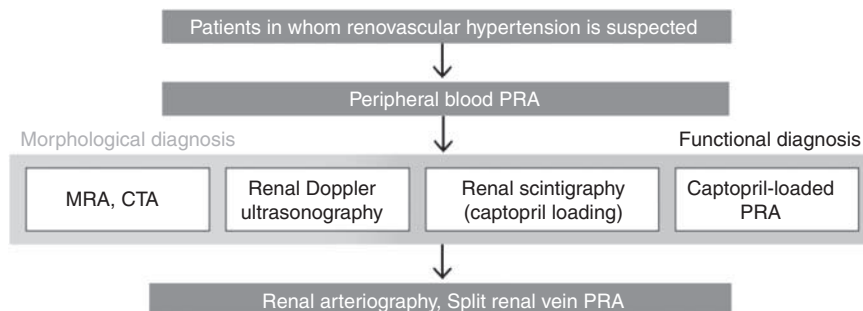 Patients in whom renovascular hypertension is suspected
Peripheral blood PRA
Morphological diagnosis
Functional diagnosis
MRA, CTA
Renal Doppler
ultrasonography
Renal scintigraphy
(captopril loading)
Captopril-loaded
PRA
Renal arteriography, Split renal vein PRA